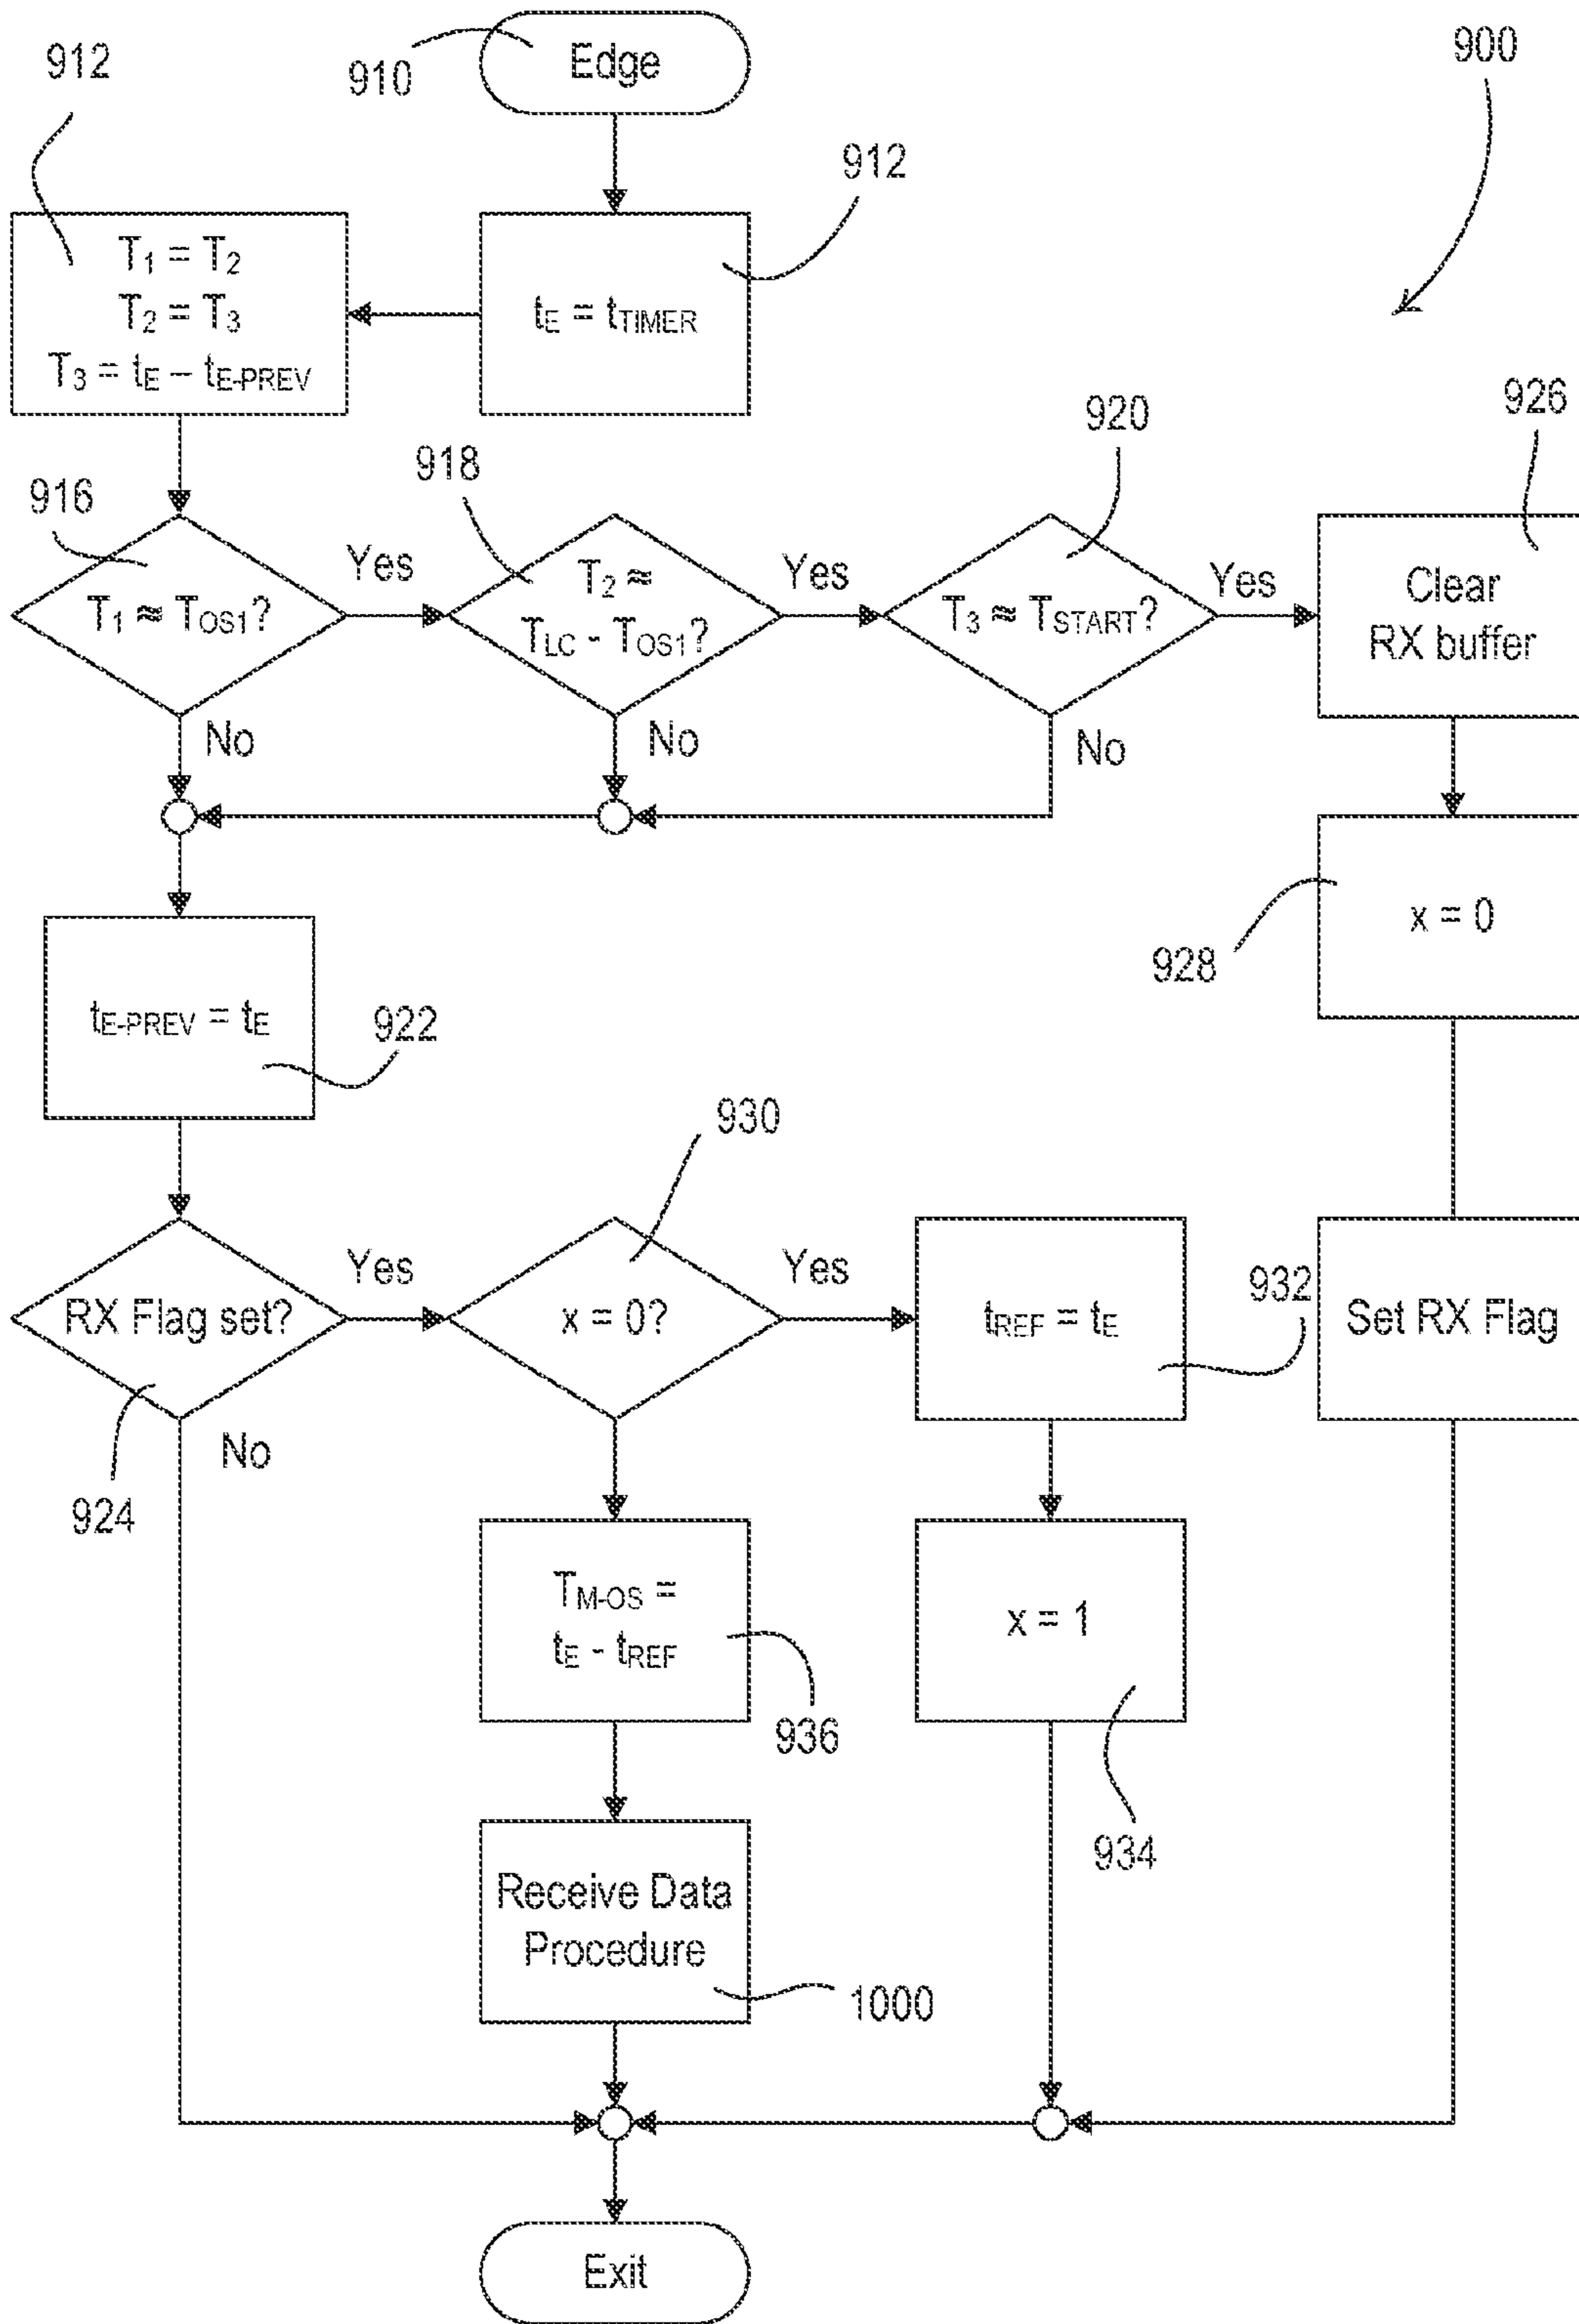 910
Edge
900
912
912
T₁ = T₂
T₂ = T₃
T₃ = tE – tE-PREV
tE = tTIMER
916
918
920
926
T₁ ≈ TOS1?
Yes
T₂ ≈
TLC - TOS1?
Yes
T₃ ≈ TSTART?
Yes
Clear
RX buffer
No
No
No
928
x = 0
tE-PREV = tE
922
930
RX Flag set?
Yes
x = 0?
Yes
tREF = tE
932
Set RX Flag
924
No
TM-OS =
tE - tREF
936
x = 1
934
Receive Data
Procedure
1000
Exit